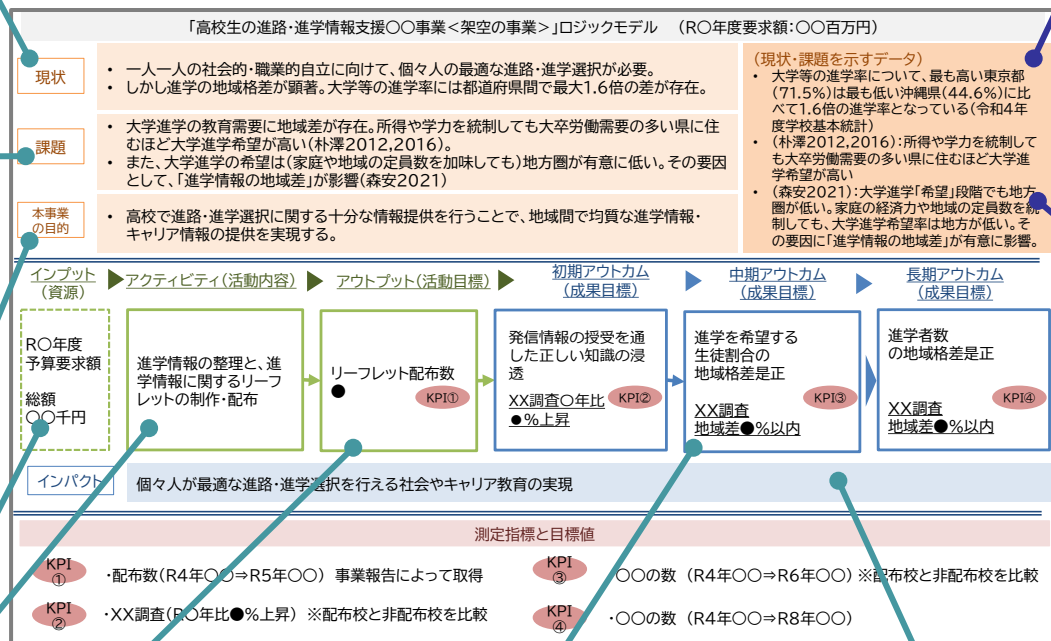 「高校生の進路・進学情報支援○○事業<架空の事業>」ロジックモデル　（R○年度要求額：○○百万円）
現状
• 一人一人の社会的・職業的自立に向けて、個々人の最適な進路・進学選択が必要。
• しかし進学の地域格差が顕著。大学等の進学率には都道府県間で最大1.6倍の差が存在。
課題
• 大学進学の教育需要に地域差が存在。所得や学力を統制しても大卒労働需要の多い県に住
むほど大学進学希望が高い(朴澤2012,2016)。
• また、大学進学の希望は(家庭や地域の定員数を加味しても)地方圏が有意に低い。その要因
として、「進学情報の地域差」が影響(森安2021)
本事業
の目的
• 高校で進路・進学選択に関する十分な情報提供を行うことで、地域間で均質な進学情報・
キャリア情報の提供を実現する。
(現状・課題を示すデータ)
• 大学等の進学率について、最も高い東京都
(71.5%)は最も低い沖縄県(44.6%)に比
べて1.6倍の進学率となっている(令和4年
度学校基本統計)
• (朴澤2012,2016)：所得や学力を統制して
も大卒労働需要の多い県に住むほど大学進
学希望が高い
• (森安2021)：大学進学「希望」段階でも地方
圏が低い。家庭の経済力や地域の定員数を統
制しても、大学進学希望率は地方が低い。そ
の要因に「進学情報の地域差」が有意に影響。
インプット
(資源)
アクティビティ(活動内容)
アウトプット(活動目標)
初期アウトカム
(成果目標)
中期アウトカム
(成果目標)
長期アウトカム
(成果目標)
R○年度
予算要求額
総額
○○千円
進学情報の整理と、進
学情報に関するリーフ
レットの制作・配布
リーフレット配布数
●
KPI①
発信情報の授受を通
した正しい知識の浸
透
XX調査○年比
●%上昇
KPI②
進学を希望する
生徒割合の
地域格差是正
KPI③
XX調査
地域差●%以内
進学者数
の地域格差是正
KPI④
XX調査
地域差●%以内
インパクト
個々人が最適な進路・進学選択を行える社会やキャリア教育の実現
測定指標と目標値
KPI
①
・配布数(R4年○○⇒R5年○○) 事業報告によって取得
KPI
②
・XX調査(R○年比●%上昇) ※配布校と非配布校を比較
KPI
③
・○○の数 (R4年○○⇒R6年○○) ※配布校と非配布校を比較
KPI
④
・○○の数 (R4年○○⇒R8年○○)